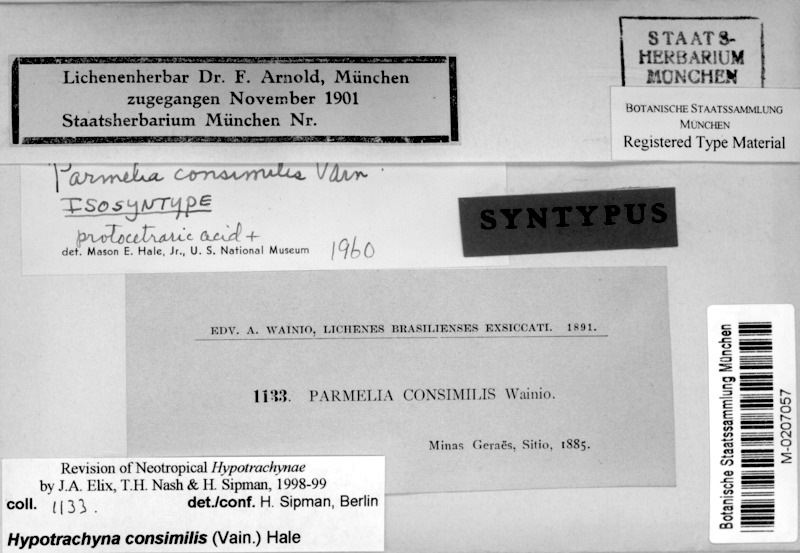 Lichenenherbar Dr. F. Arnold, München
zugegangen November 1901
Staatsherbarium München Nr.
STAATS-
HERBARIUM
MÜNCHEN
BOTANISCHE STAATSSAMMLUNG
MÜNCHEN
Registered Type Material
Parmelia consimilis Vain.
ISOSYNTYPE
protocetraric acid +
det. Mason E. Hale, Jr., U. S. National Museum 1960
SYNTYPUS
EDV. A. WAINIO, LICHENES BRASILIENSES EXSICCATI. 1891.
1133. PARMELIA CONSIMILIS Wainio.
Minas Geraës, Sitio, 1885.
Revision of Neotropical Hypotrachynae
by J.A. Elix, T.H. Nash & H. Sipman, 1998-99
coll. 1133. det./conf. H. Sipman, Berlin
Hypotrachyna consimilis (Vain.) Hale
Botanische Staatssammlung München
M-0207057